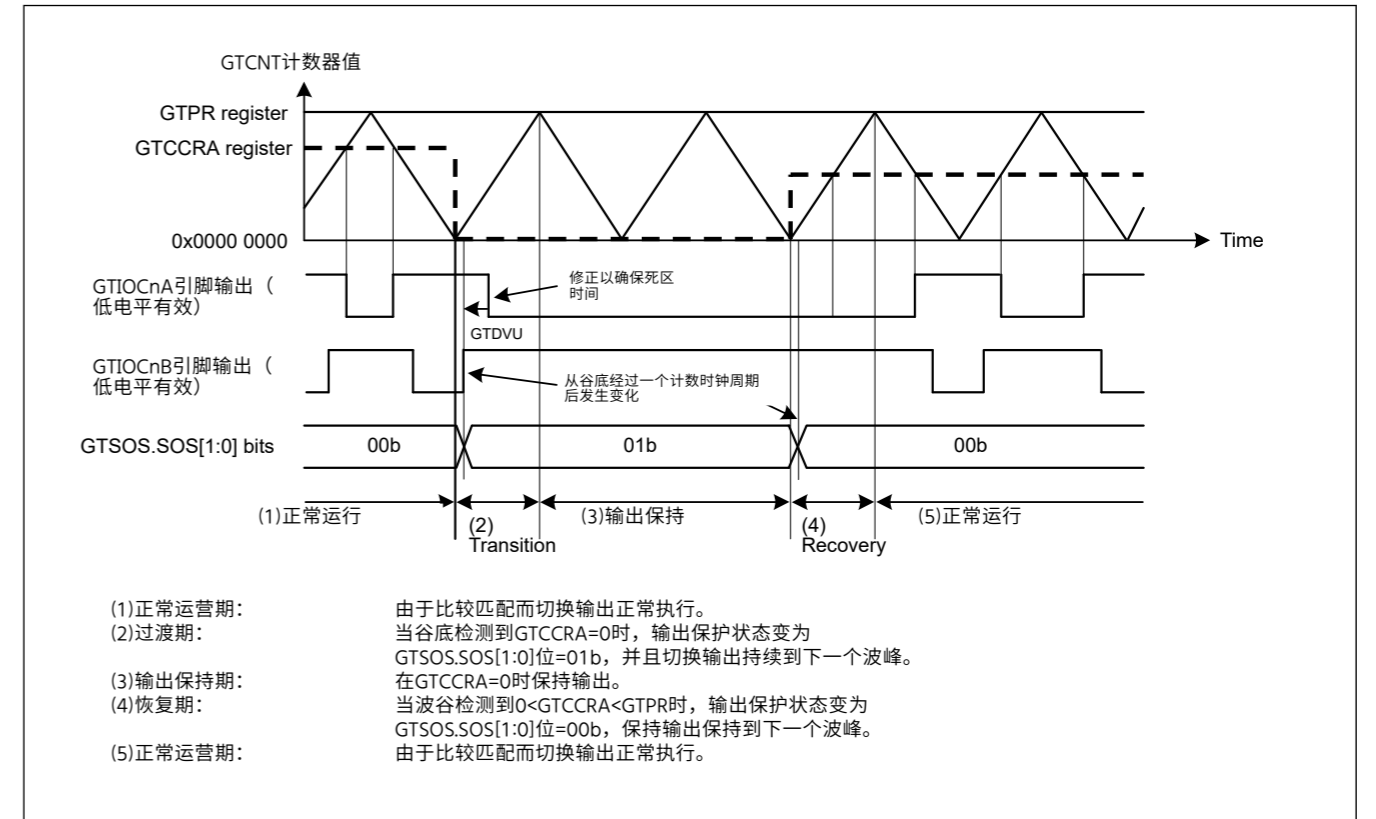 GTCNT计数器值
GTPR register
GTCCRA register
0x0000 0000
Time
GTIOCnA引脚输出（
低电平有效）
修正以确保死区
时间
GTDVU
GTIOCnB引脚输出（
低电平有效）
从谷底经过一个计数时钟周期
后发生变化
GTSOS.SOS[1:0] bits
00b
01b
00b
(1)正常运行
(2)
Transition
(3)输出保持
(4)
Recovery
(5)正常运行
(1)正常运营期： 由于比较匹配而切换输出正常执行。
(2)过渡期： 当谷底检测到GTCCRA=0时，输出保护状态变为
GTSOS.SOS[1:0]位=01b，并且切换输出持续到下一个波峰。
(3)输出保持期： 在GTCCRA=0时保持输出。
(4)恢复期： 当波谷检测到0<GTCCRA<GTPR时，输出保护状态变为
GTSOS.SOS[1:0]位=00b，保持输出保持到下一个波峰。
(5)正常运营期： 由于比较匹配而切换输出正常执行。